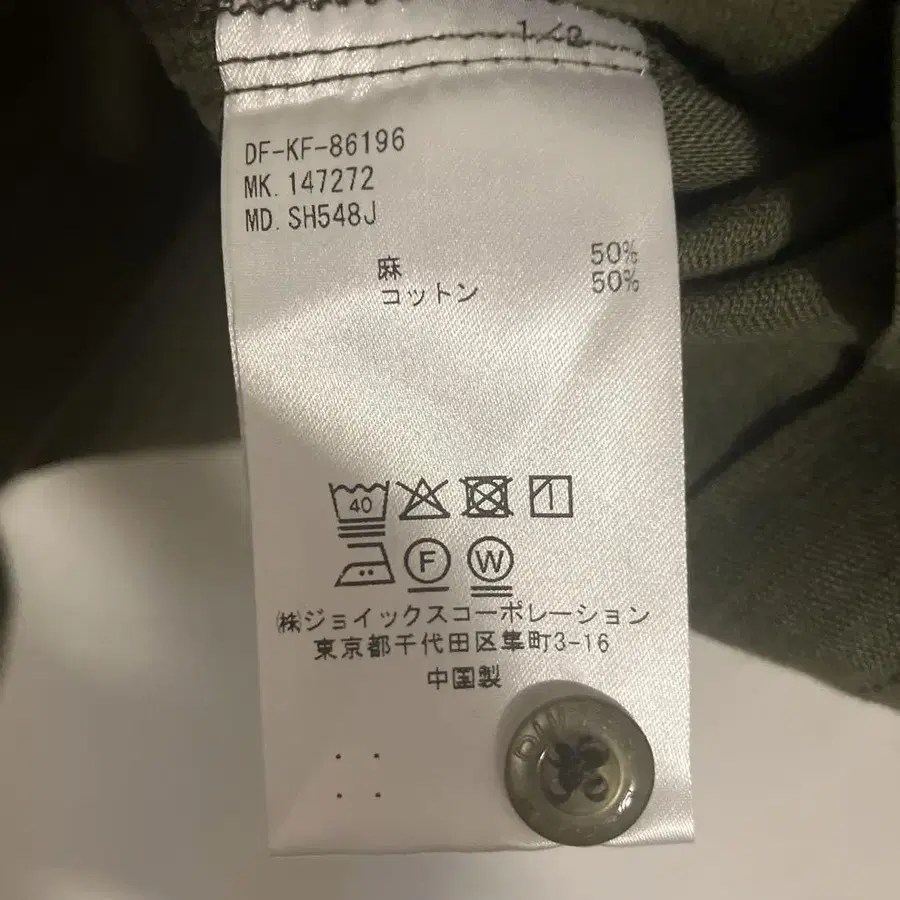 1/2
DF-KF-86196
MK. 147272
MD. SH548J
麻 50%
コットン 50%
40
F W
㈱ジョイックスコーポレーション
東京都千代田区隼町3-16
中国製